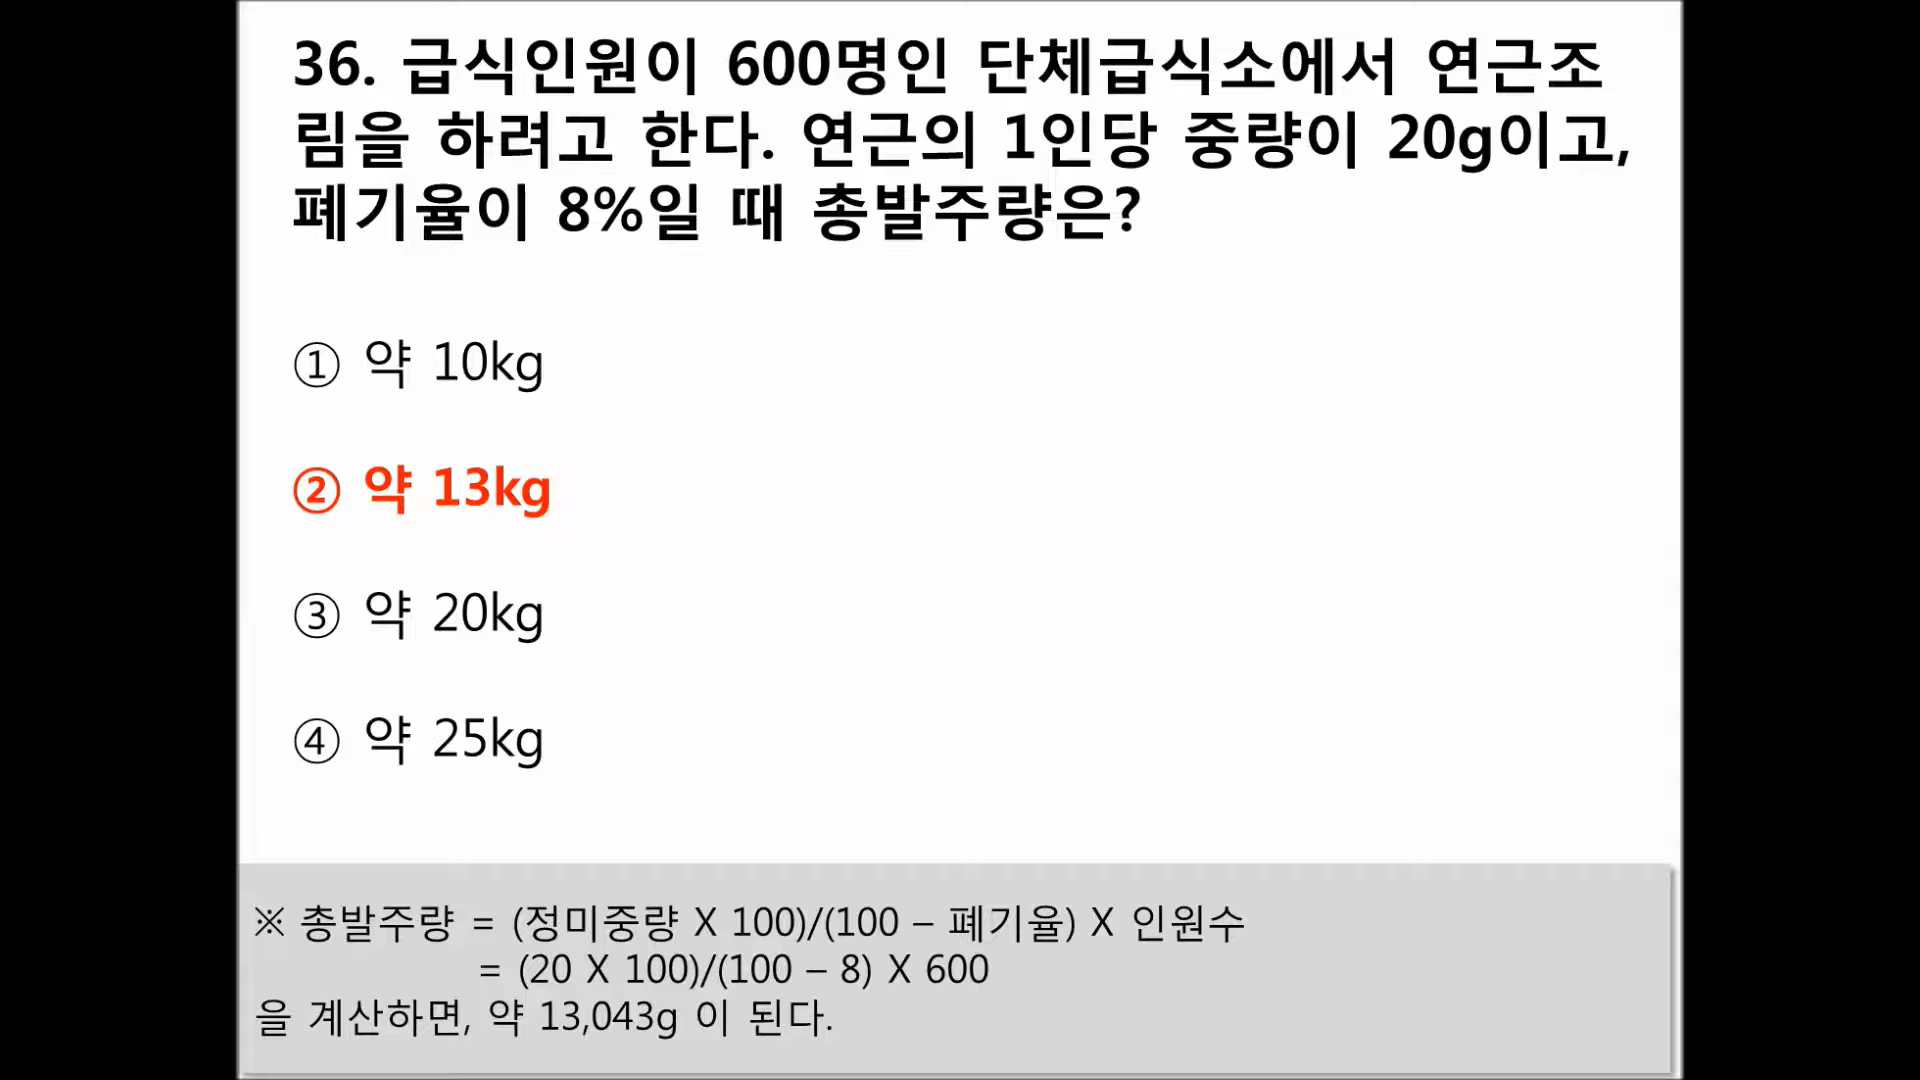 36. 급식인원이 600명인 단체급식소에서 연근조
림을 하려고 한다. 연근의 1인당 중량이 20g이고,
폐기율이 8%일 때 총발주량은?
① 약 10kg
② 약 13kg
③ 약 20kg
④ 약 25kg
※ 총발주량 = (정미중량 X 100)/(100 – 폐기율) X 인원수
= (20 X 100)/(100 – 8) X 600
을 계산하면, 약 13,043g 이 된다.